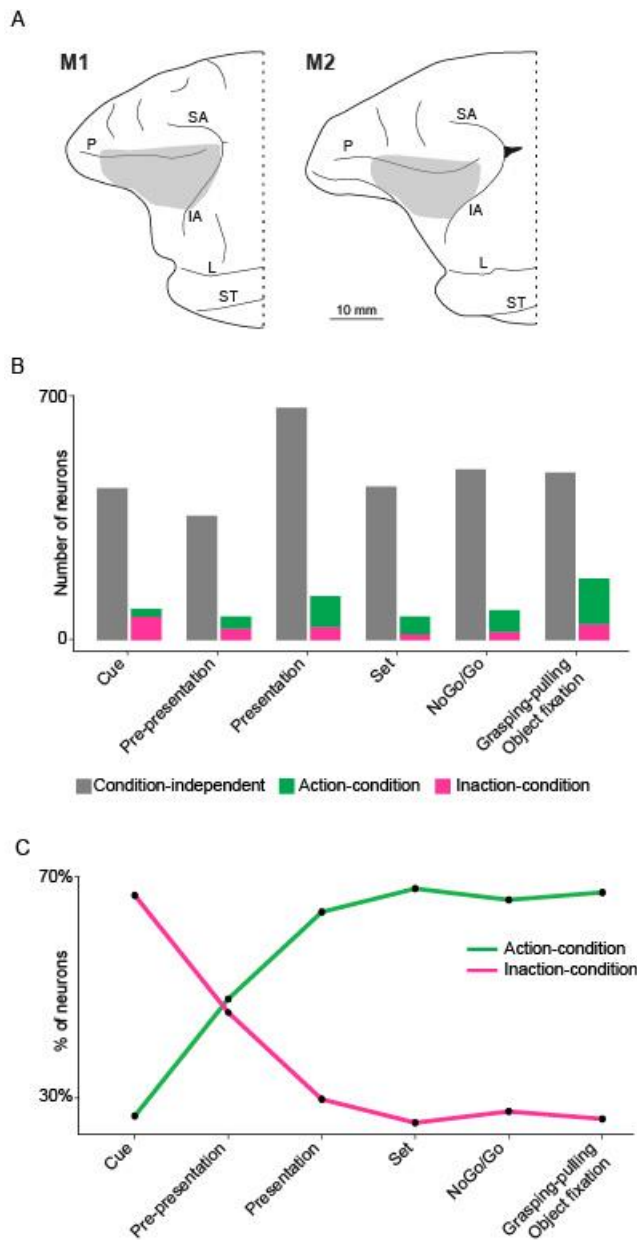 A
M1
M2
SA
P
IA
L
ST
SA
P
IA
L
ST
10 mm
B
700
Number of neurons
0
Cue
Pre-presentation
Presentation
Set
NoGo/Go
Grasping-pulling
Object fixation
Condition-independent
Action-condition
Inaction-condition
C
70%
% of neurons
30%
Action-condition
Inaction-condition
Cue
Pre-presentation
Presentation
Set
NoGo/Go
Grasping-pulling
Object fixation